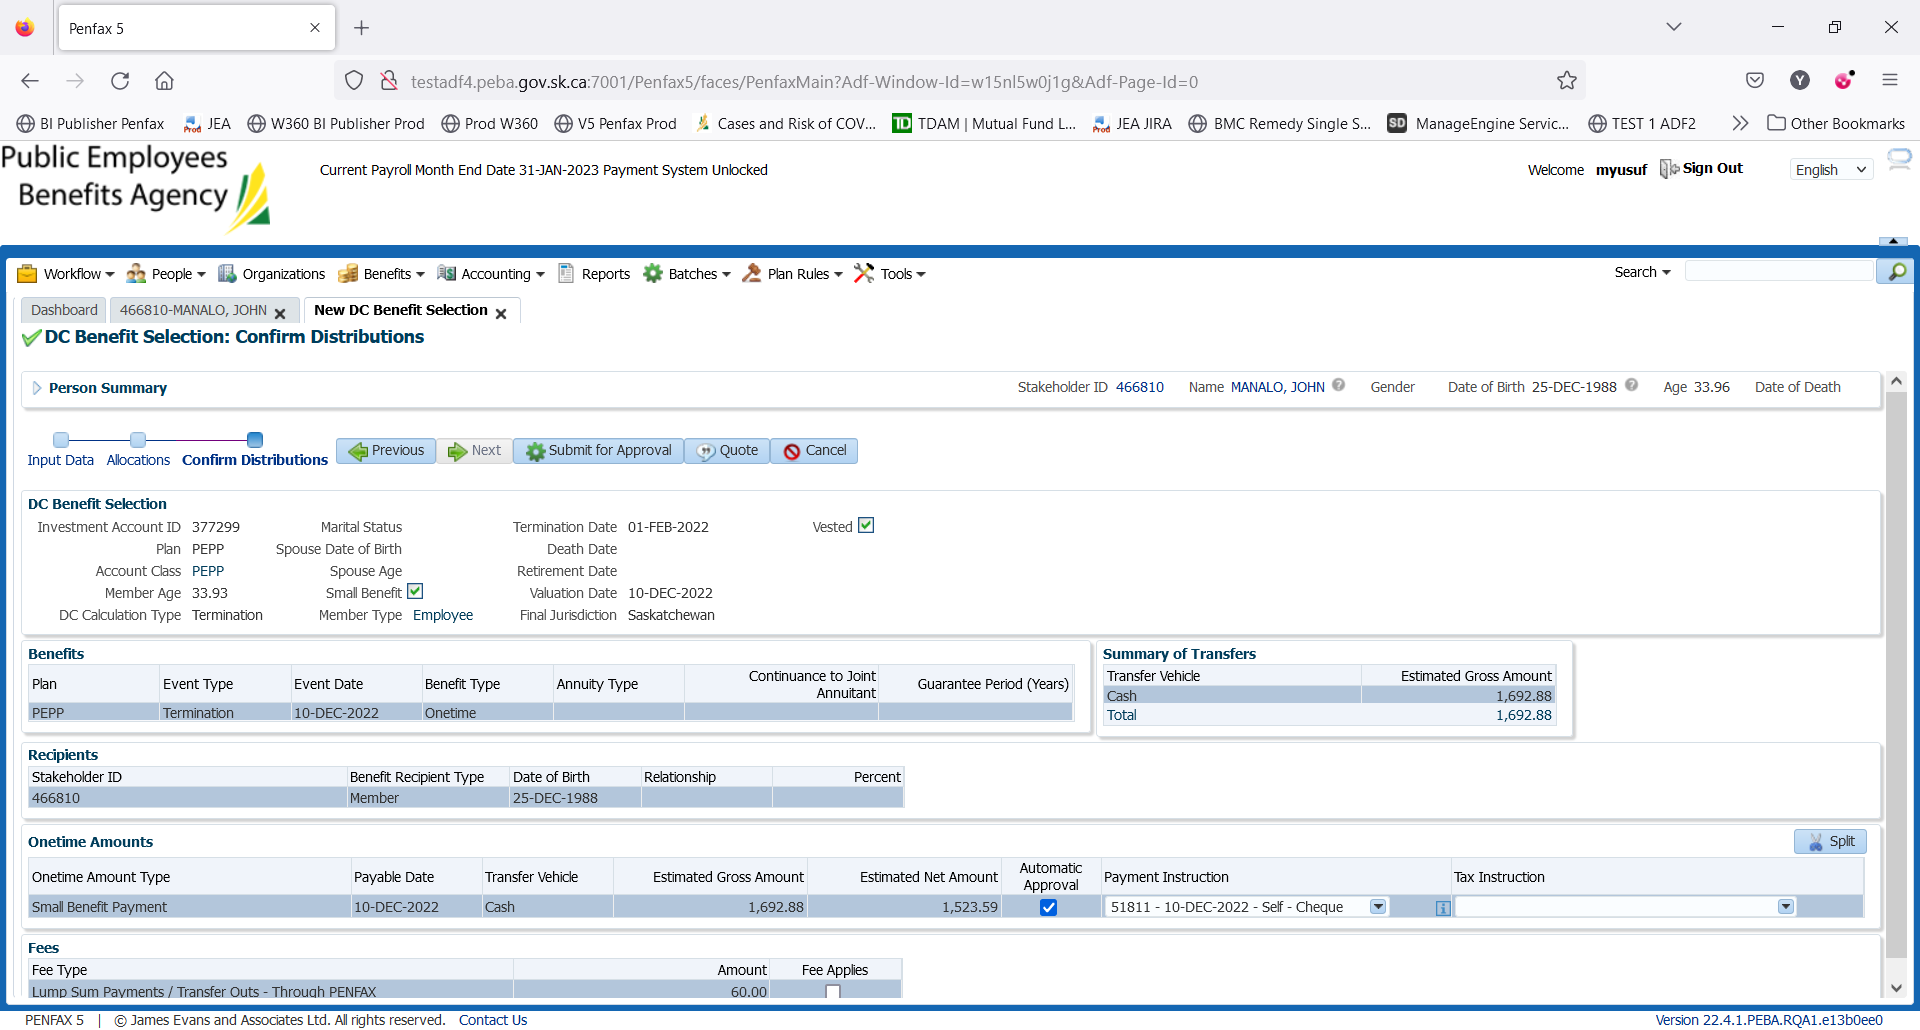 Penfax 5
testadf4.peba.gov.sk.ca:7001/Penfax5/faces/PenfaxMain?Adf-Window-Id=w15nl5w0j1g&Adf-Page-Id=0
Y
BI Publisher Penfax JEA W360 BI Publisher Prod Prod W360 V5 Penfax Prod Cases and Risk of COV... TDAM | Mutual Fund L... JEA JIRA BMC Remedy Single S... SD ManageEngine Servic... TEST 1 ADF2 Other Bookmarks
Public Employees
Benefits Agency
Current Payroll Month End Date 31-JAN-2023 Payment System Unlocked
Welcome myusuf Sign Out English
Workflow People Organizations Benefits Accounting Reports Batches Plan Rules Tools Search
Dashboard 466810-MANALO, JOHN New DC Benefit Selection
DC Benefit Selection: Confirm Distributions
Person Summary Stakeholder ID 466810 Name MANALO, JOHN Gender Date of Birth 25-DEC-1988 Age 33.96 Date of Death
Input Data Allocations Confirm Distributions Previous Next Submit for Approval Quote Cancel
DC Benefit Selection
Investment Account ID 377299 Marital Status Termination Date 01-FEB-2022 Vested
Plan PEPP Spouse Date of Birth Death Date
Account Class PEPP Spouse Age Retirement Date
Member Age 33.93 Small Benefit Valuation Date 10-DEC-2022
DC Calculation Type Termination Member Type Employee Final Jurisdiction Saskatchewan
Benefits
Plan Event Type Event Date Benefit Type Annuity Type Continuance to Joint Annuitant Guarantee Period (Years)
PEPP Termination 10-DEC-2022 Onetime
Summary of Transfers
Transfer Vehicle Estimated Gross Amount
Cash 1,692.88
Total 1,692.88
Recipients
Stakeholder ID Benefit Recipient Type Date of Birth Relationship Percent
466810 Member 25-DEC-1988
Onetime Amounts Split
Onetime Amount Type Payable Date Transfer Vehicle Estimated Gross Amount Estimated Net Amount Automatic Approval Payment Instruction Tax Instruction
Small Benefit Payment 10-DEC-2022 Cash 1,692.88 1,523.59 51811 - 10-DEC-2022 - Self - Cheque
Fees
Fee Type Amount Fee Applies
Lump Sum Payments / Transfer Outs - Through PENFAX 60.00
PENFAX 5 | © James Evans and Associates Ltd. All rights reserved. Contact Us Version 22.4.1.PEBA.RQA1.e13b0ee0